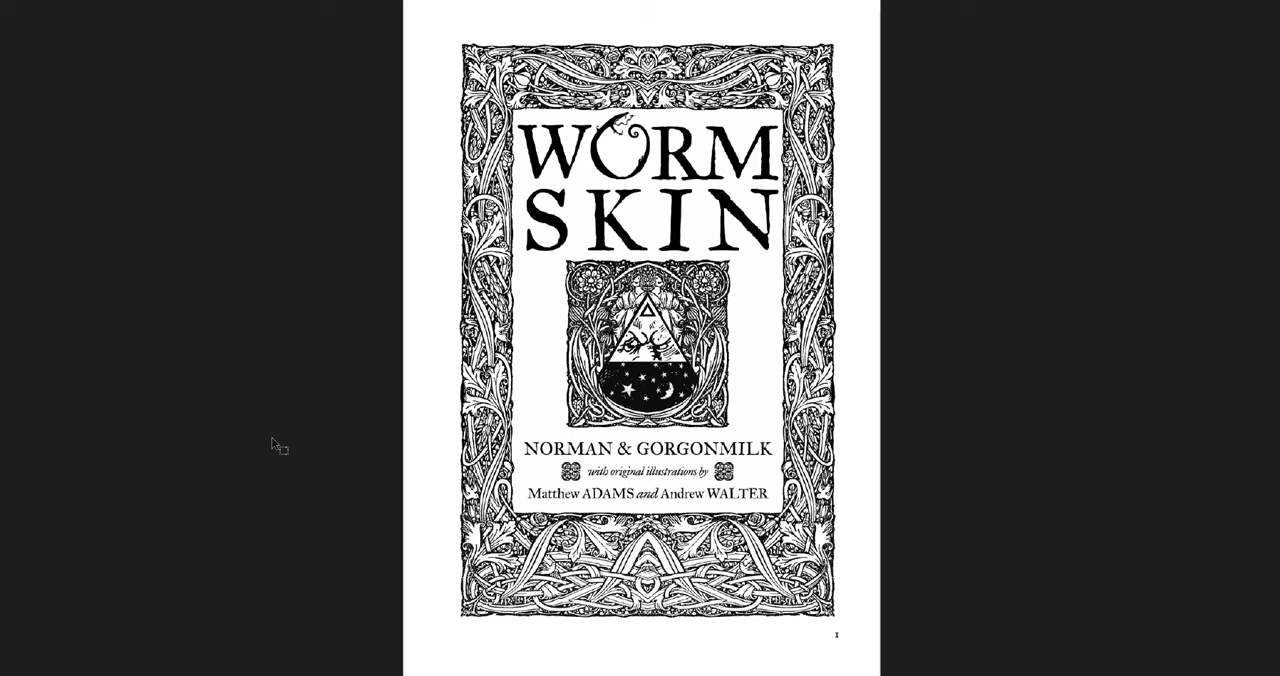 WORM
SKIN
NORMAN & GORGONMILK
with original illustrations by
Matthew ADAMS and Andrew WALTER
1